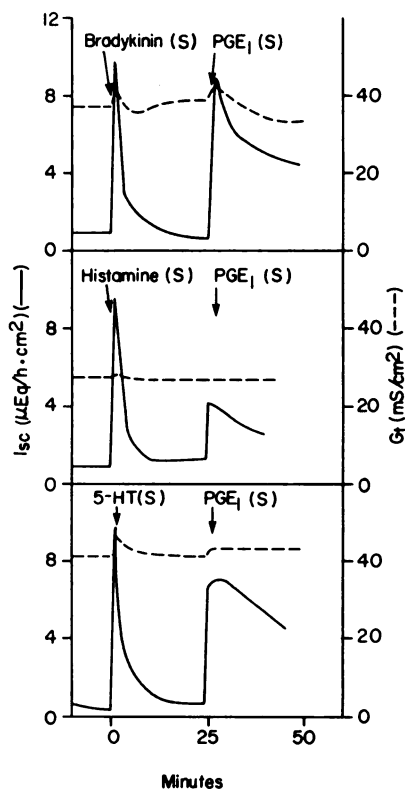 12
8
4
0
Bradykinin (S)
PGE1 (S)
40
20
0
Histamine (S)
PGE1 (S)
8
4
0
40
20
0
5-HT(S)
PGE1 (S)
8
4
0
40
20
0
Isc (μEq/h·cm2) (——)
Gt (mS/cm2) (---)
0
25
50
Minutes